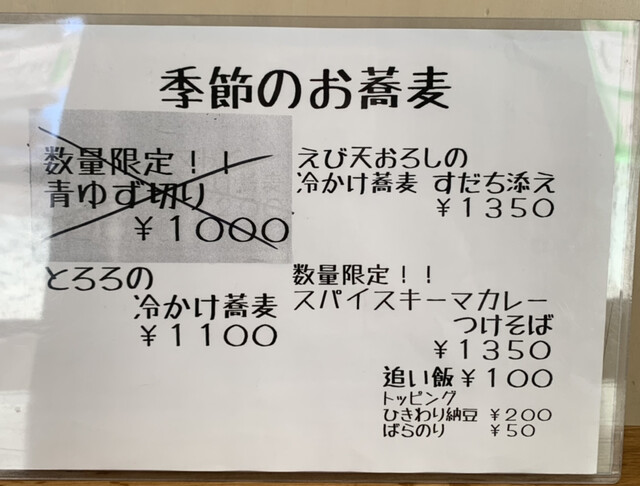 季節のお蕎麦
数量限定！！
青ゆず切り
￥１０００
えび天おろしの
冷かけ蕎麦 すだち添え
￥１３５０
とろろの
冷かけ蕎麦
￥１１００
数量限定！！
スパイスキーマカレー
つけそば
￥１３５０
追い飯￥１００
トッピング
ひきわり納豆 ￥２００
ばらのり ￥５０